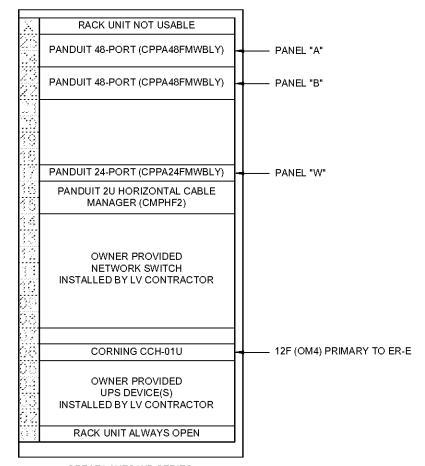 RACK UNIT NOT USABLE
PANDUIT 48-PORT (CPPA48FMWBLY)
PANEL "A"
PANDUIT 48-PORT (CPPA48FMWBLY)
PANEL "B"
PANDUIT 24-PORT (CPPA24FMWBLY)
PANEL "W"
PANDUIT 2U HORIZONTAL CABLE
MANAGER (CMPHF2)
OWNER PROVIDED
NETWORK SWITCH
INSTALLED BY LV CONTRACTOR
CORNING CCH-01U
12F (OM4) PRIMARY TO ER-E
OWNER PROVIDED
UPS DEVICE(S)
INSTALLED BY LV CONTRACTOR
RACK UNIT ALWAYS OPEN